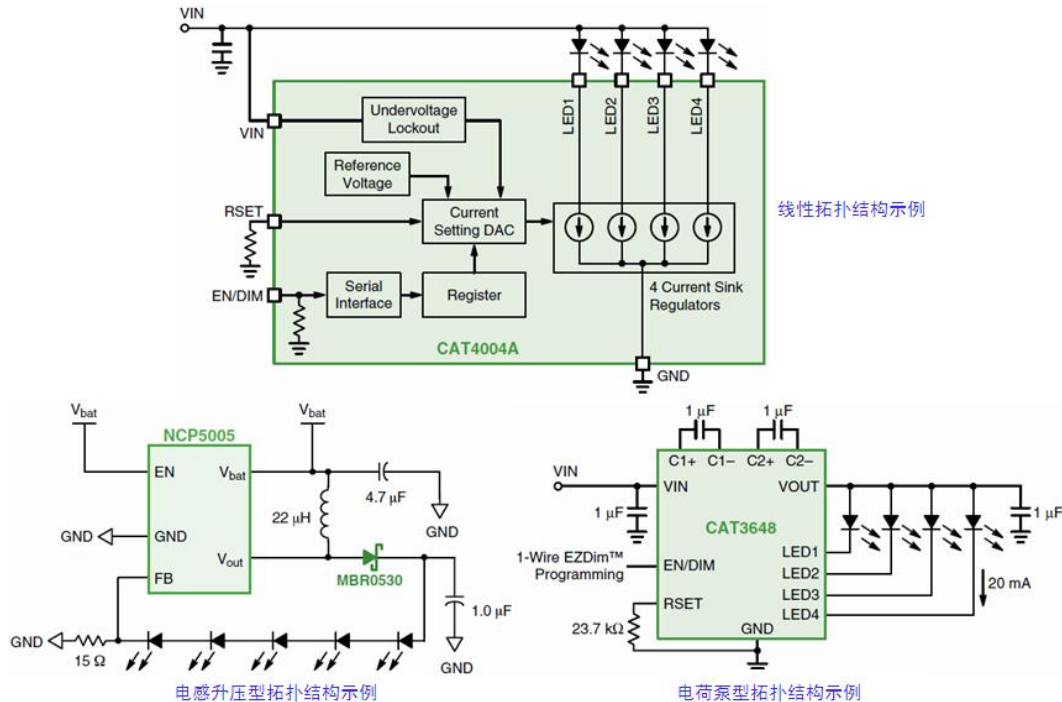 VIN
LED1
LED2
LED3
LED4
VIN
Undervoltage
Lockout
Reference
Voltage
RSET
Current
Setting DAC
线性拓扑结构示例
EN/DIM
Serial
Interface
Register
4 Current Sink
Regulators
CAT4004A
GND
Vbat
Vbat
NCP5005
EN
Vbat
4.7 μF
GND
22 μH
GND
GND
Vout
MBR0530
FB
1.0 μF
GND
GND
15 Ω
电感升压型拓扑结构示例
1 μF
1 μF
C1+
C1–
C2+
C2–
VIN
VIN
VOUT
1 μF
1 μF
CAT3648
1-Wire EZDim™
Programming
EN/DIM
LED1
LED2
LED3
LED4
20 mA
RSET
23.7 kΩ
GND
电荷泵型拓扑结构示例